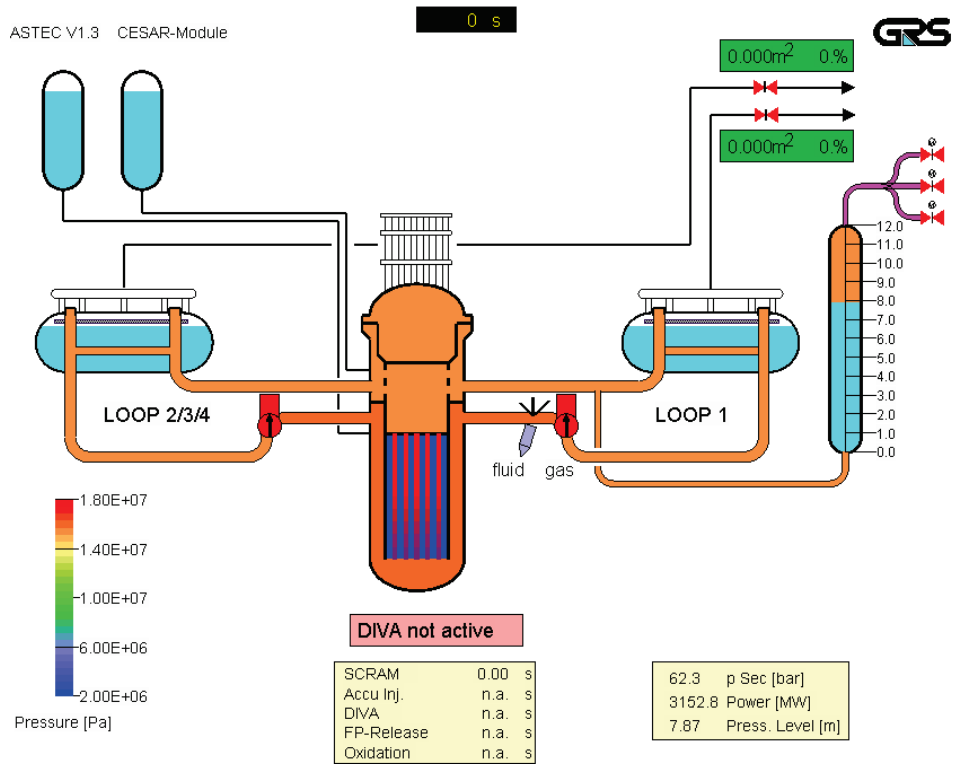 0 s
ASTEC V1.3 CESAR-Module
GRS
0.000m² 0.%
0.000m² 0.%
12.0
11.0
10.0
9.0
8.0
7.0
6.0
5.0
4.0
3.0
2.0
1.0
0.0
LOOP 2/3/4
LOOP 1
fluid gas
1.80E+07
1.40E+07
1.00E+07
6.00E+06
2.00E+06
Pressure [Pa]
DIVA not active
SCRAM 0.00 s
Accu Inj. n.a. s
DIVA n.a. s
FP-Release n.a. s
Oxidation n.a. s
62.3 p Sec [bar]
3152.8 Power [MW]
7.87 Press. Level [m]